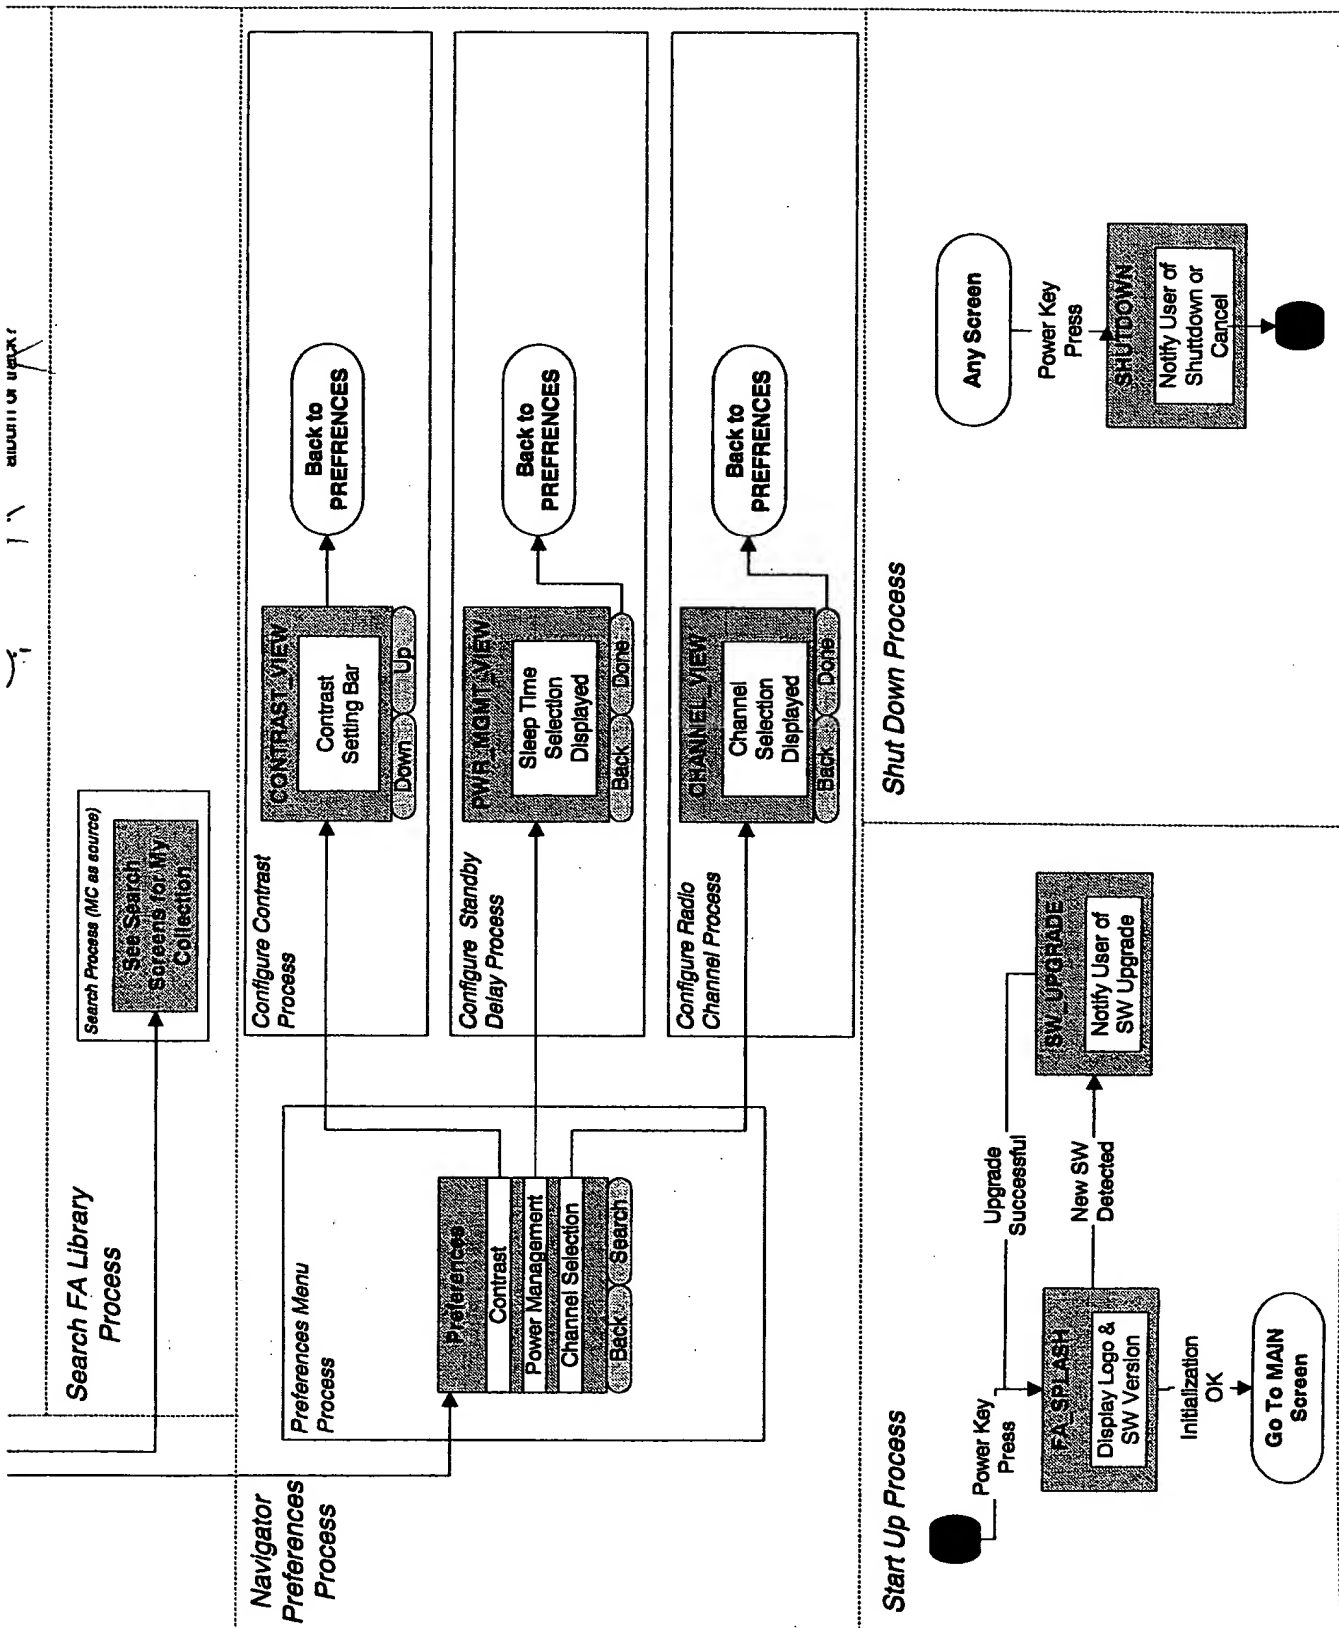 album or track?
Search FA Library
Process
Search Process (MC as source)
See Search
Screens for My
Collection
Navigator
Preferences
Process
Preferences Menu
Process
Preferences
Contrast
Power Management
Channel Selection
Back
Search
Configure Contrast
Process
CONTRAST_VIEW
Contrast
Setting Bar
Down
Up
Back to
PREFRENCES
Configure Standby
Delay Process
PWR_MGMT_VIEW
Sleep Time
Selection
Displayed
Back
Done
Back to
PREFRENCES
Configure Radio
Channel Process
CHANNEL_VIEW
Channel
Selection
Displayed
Back
Done
Back to
PREFRENCES
Start Up Process
Power Key
Press
FA_SPLASH
Display Logo &
SW Version
Initialization
OK
Go To MAIN
Screen
Upgrade
Successful
New SW
Detected
SW_UPGRADE
Notify User of
SW Upgrade
Shut Down Process
Any Screen
Power Key
Press
SHUTDOWN
Notify User of
Shuttdown or
Cancel